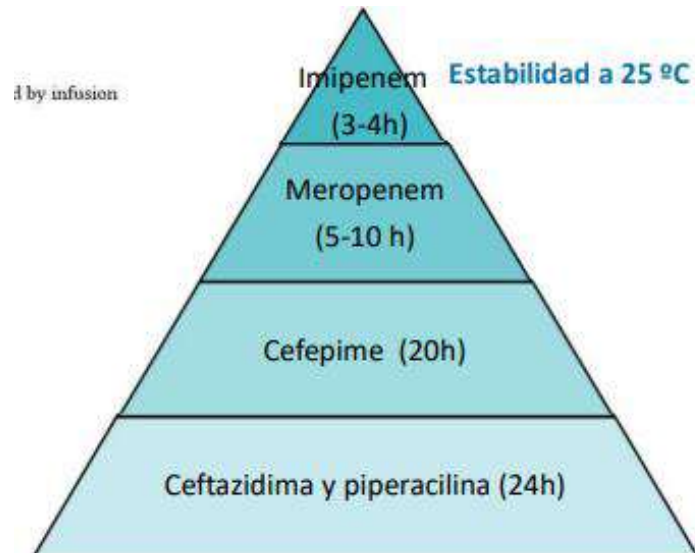 Imipenem
(3-4h)
Estabilidad a 25 ºC
by infusion
Meropenem
(5-10 h)
Cefepime (20h)
Ceftazidima y piperacilina (24h)